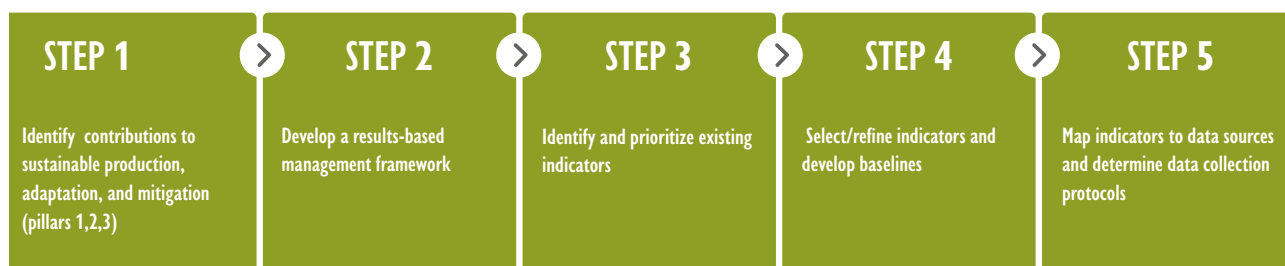 STEP 1
Identify contributions to
sustainable production,
adaptation, and mitigation
(pillars 1,2,3)
STEP 2
Develop a results-based
management framework
STEP 3
Identify and prioritize existing
indicators
STEP 4
Select/refine indicators and
develop baselines
STEP 5
Map indicators to data sources
and determine data collection
protocols